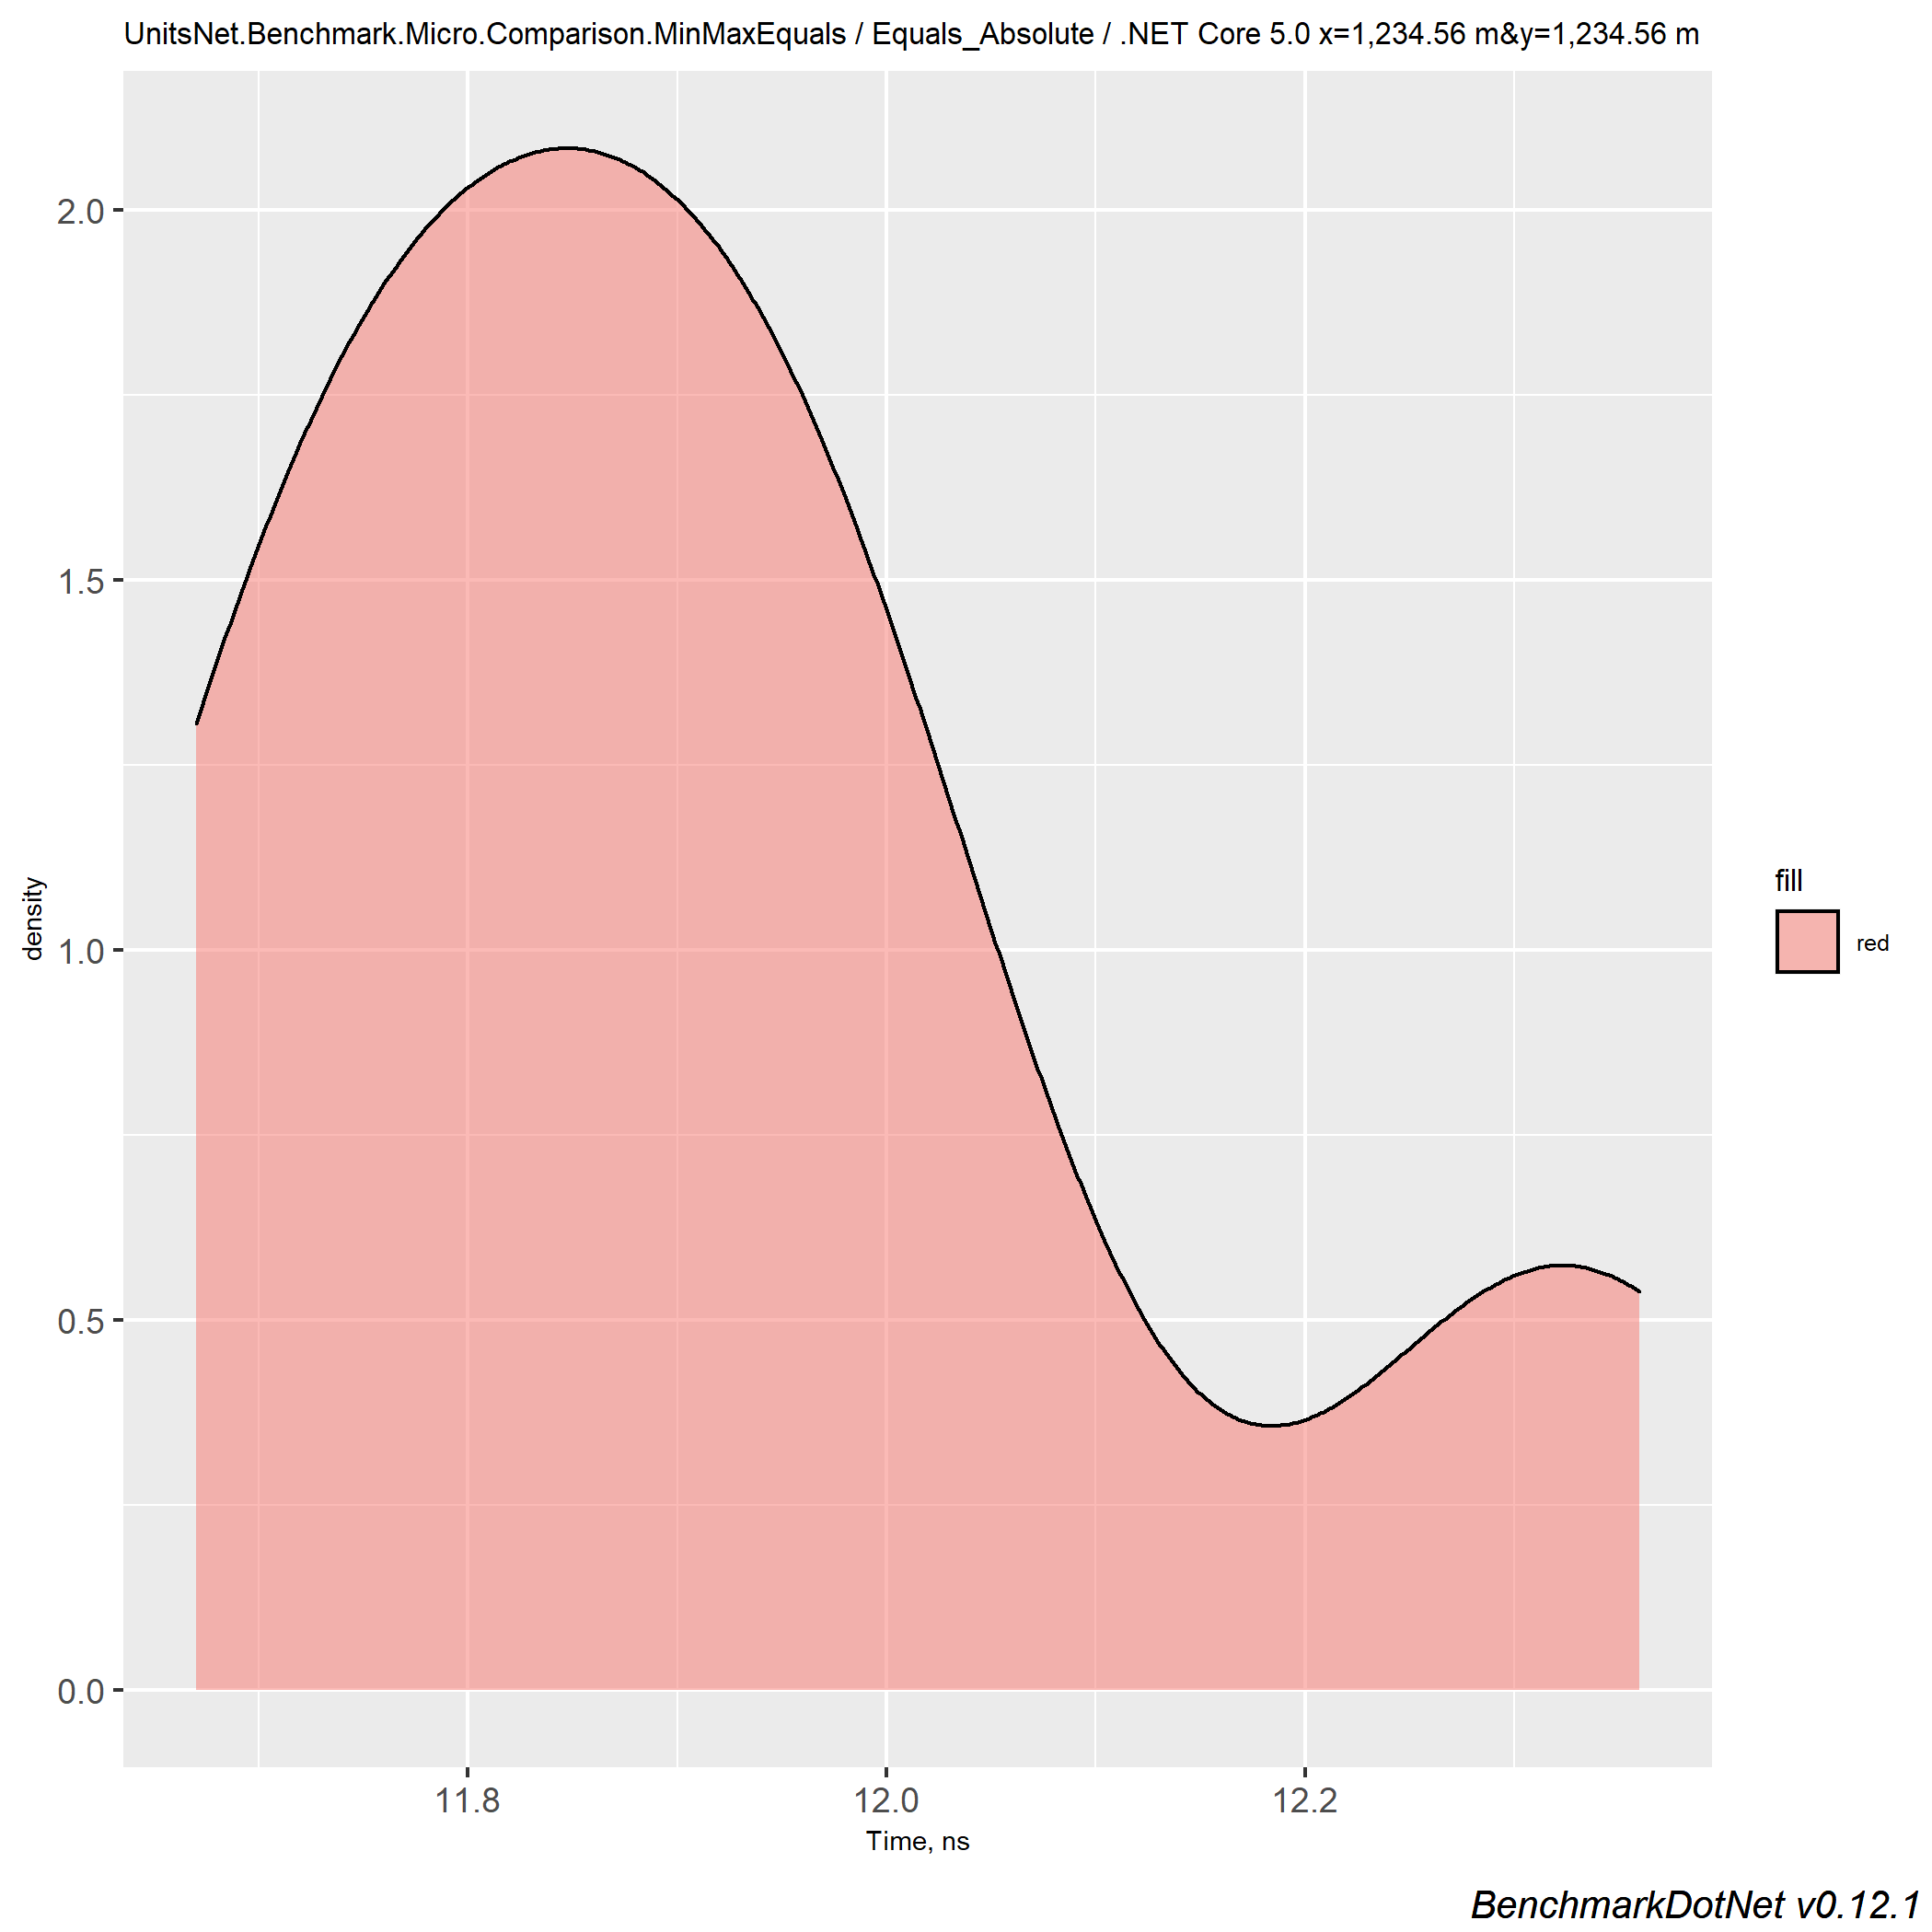 UnitsNet.Benchmark.Micro.Comparison.MinMaxEquals / Equals_Absolute / .NET Core 5.0 x=1,234.56 m&y=1,234.56 m
2.0
1.5
1.0
0.5
0.0
density
11.8
12.0
12.2
Time, ns
fill
red
BenchmarkDotNet v0.12.1